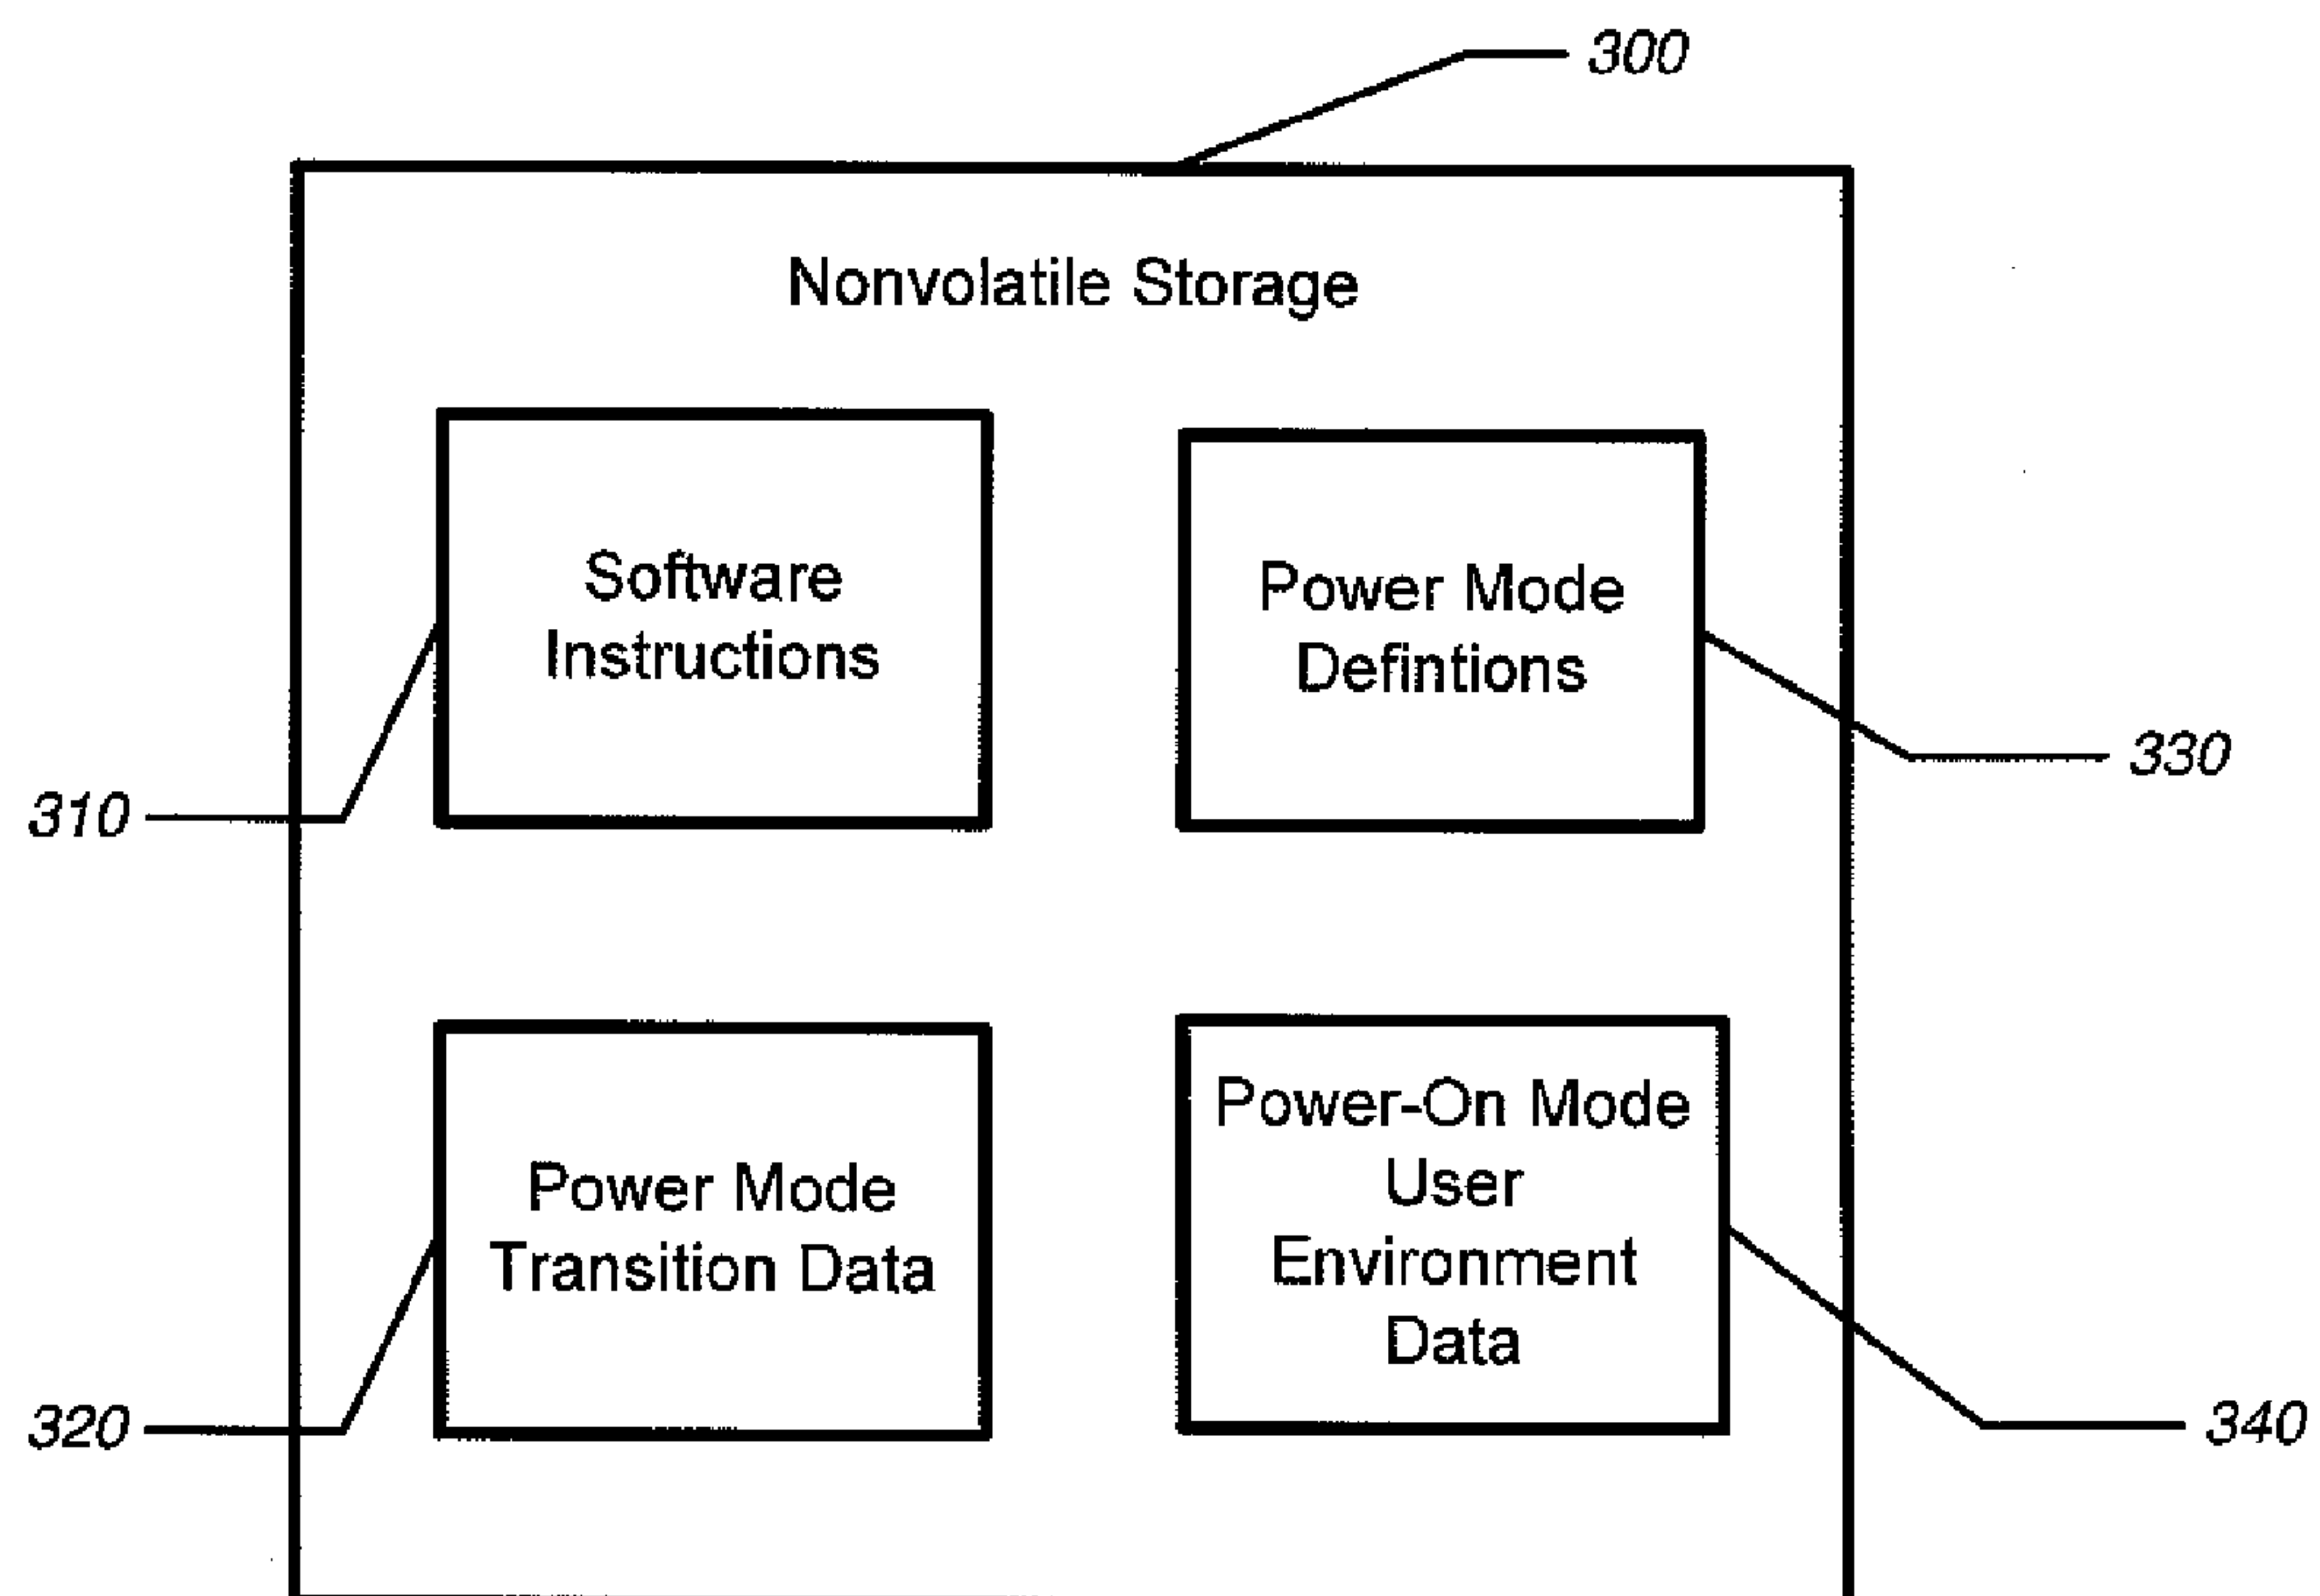 300
Nonvolatile Storage
Software
Instructions
310
Power Mode
Defintions
330
Power Mode
Transition Data
320
Power-On Mode
User
Environment
Data
340